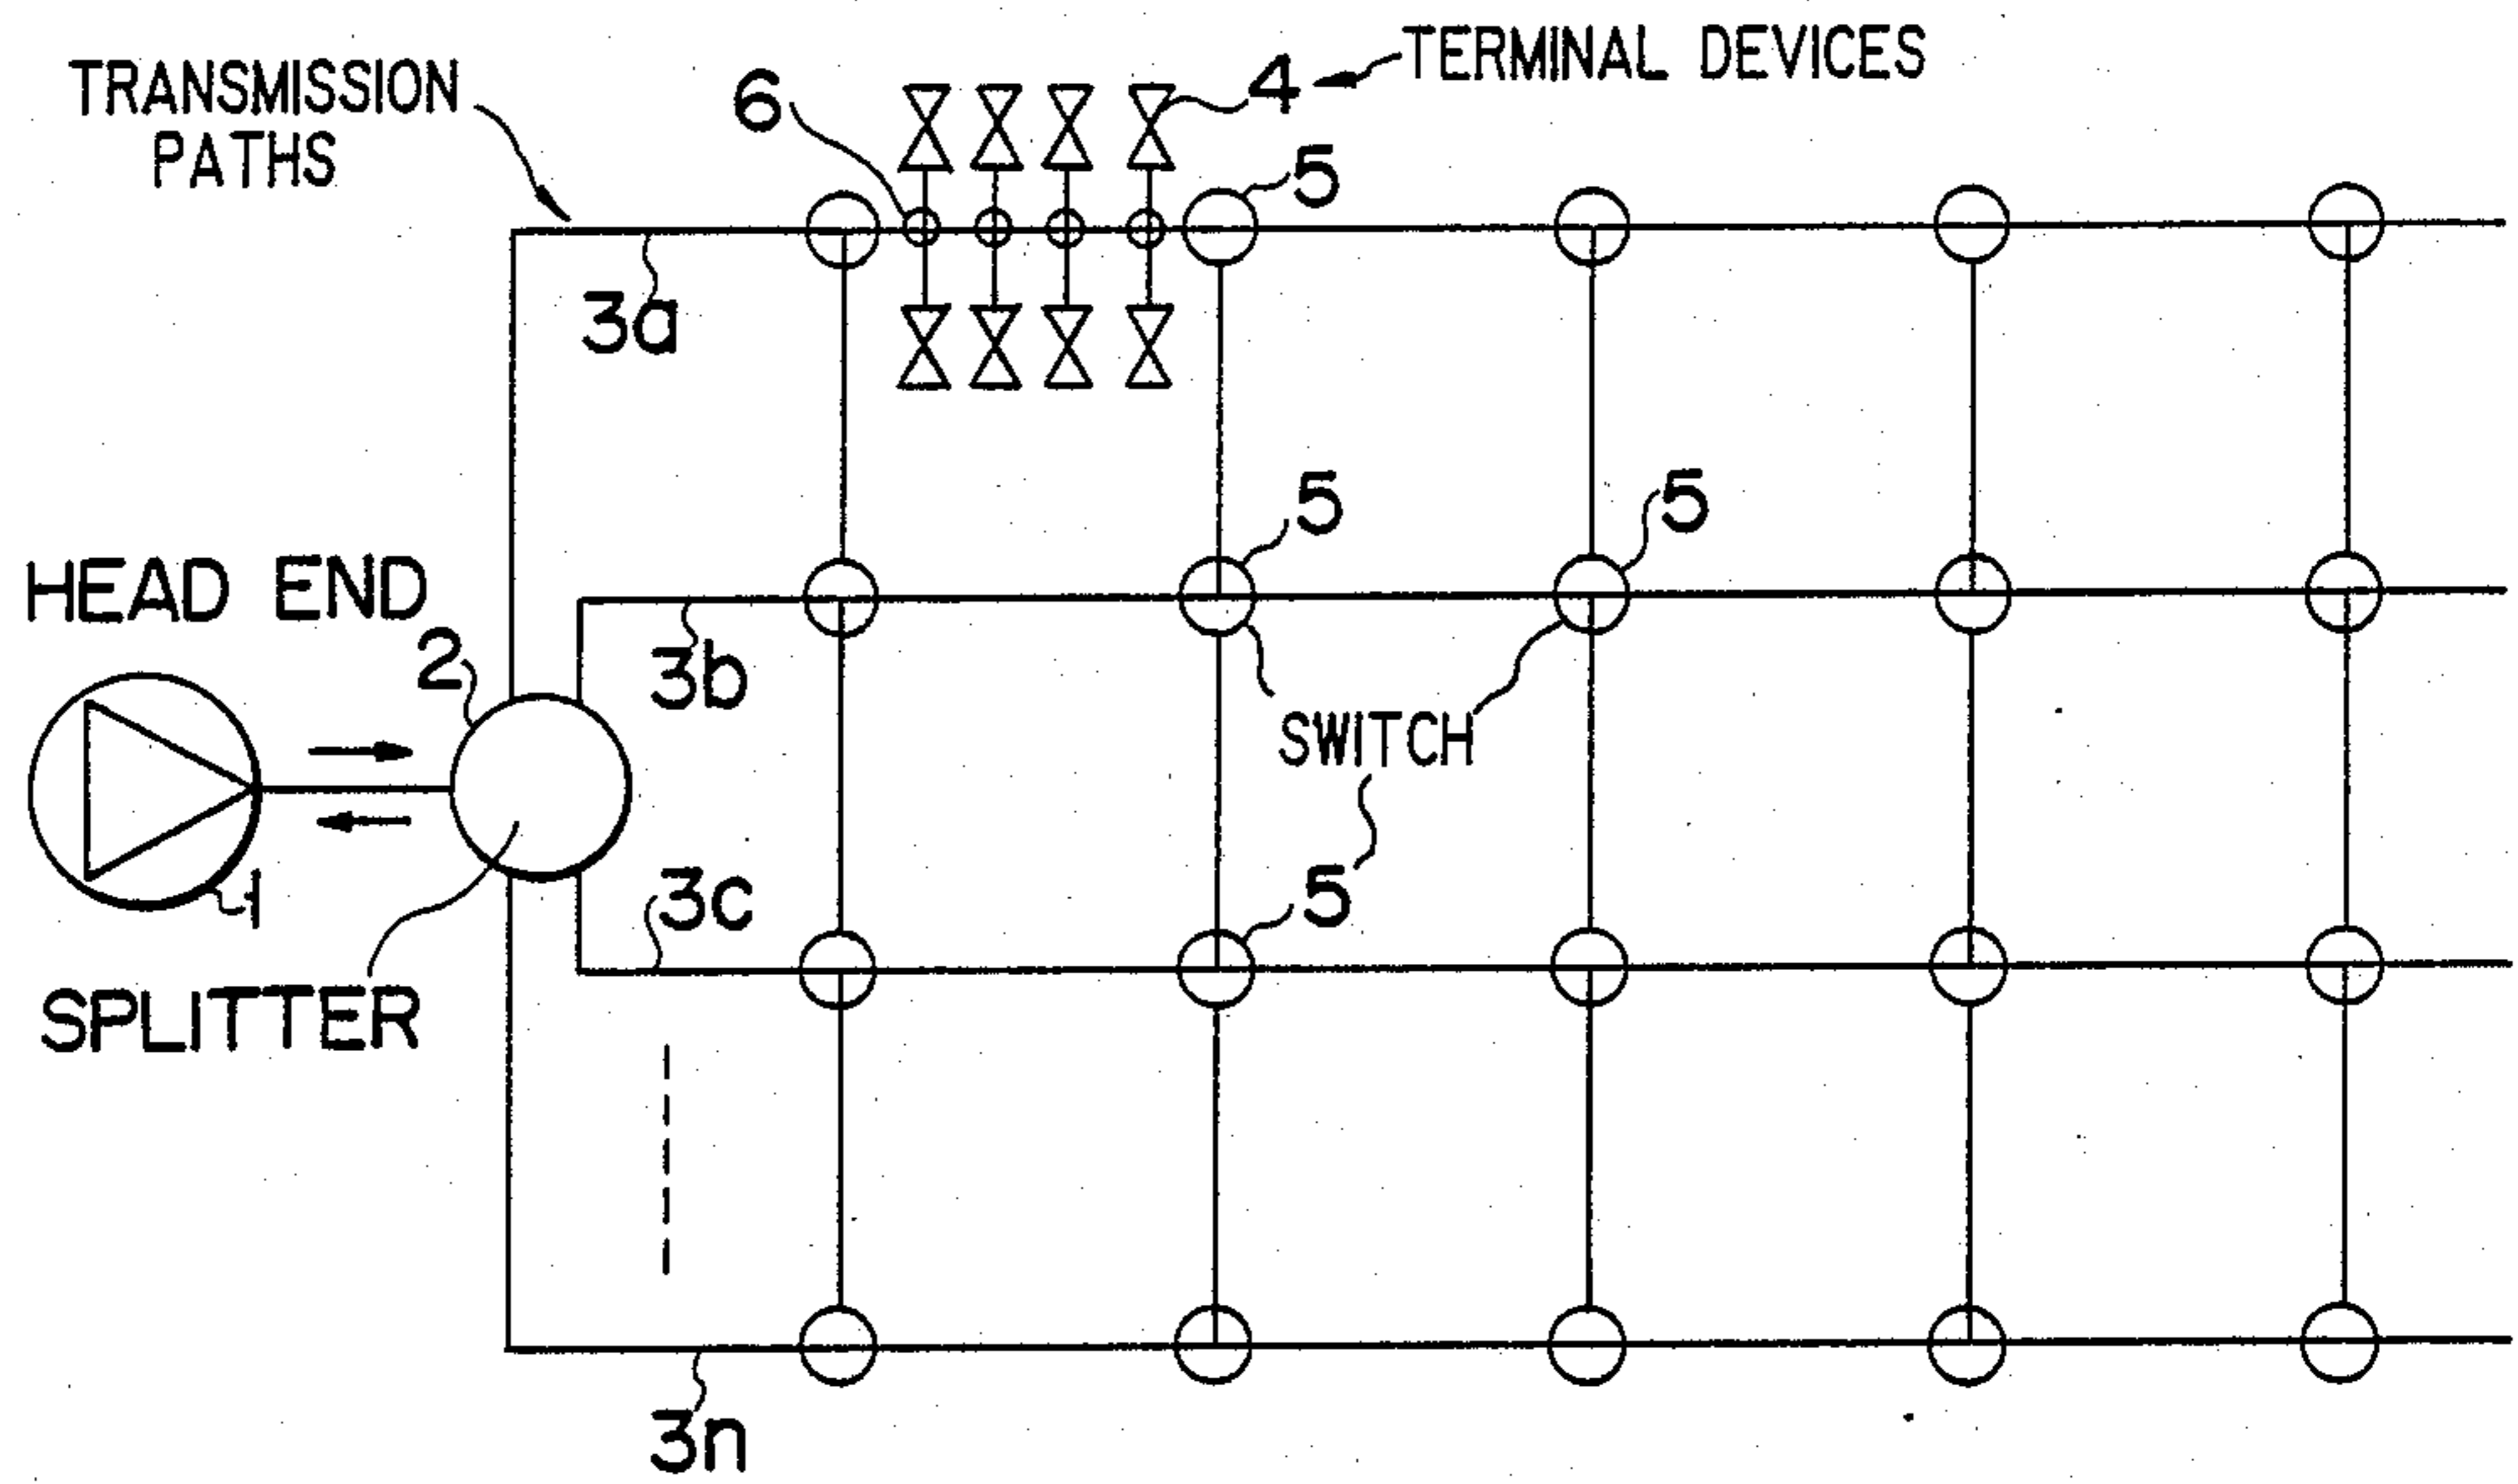 TRANSMISSION
PATHS
6
4
TERMINAL DEVICES
5
3a
5
5
HEAD END
2
3b
SWITCH
1
3c
5
SPLITTER
3n